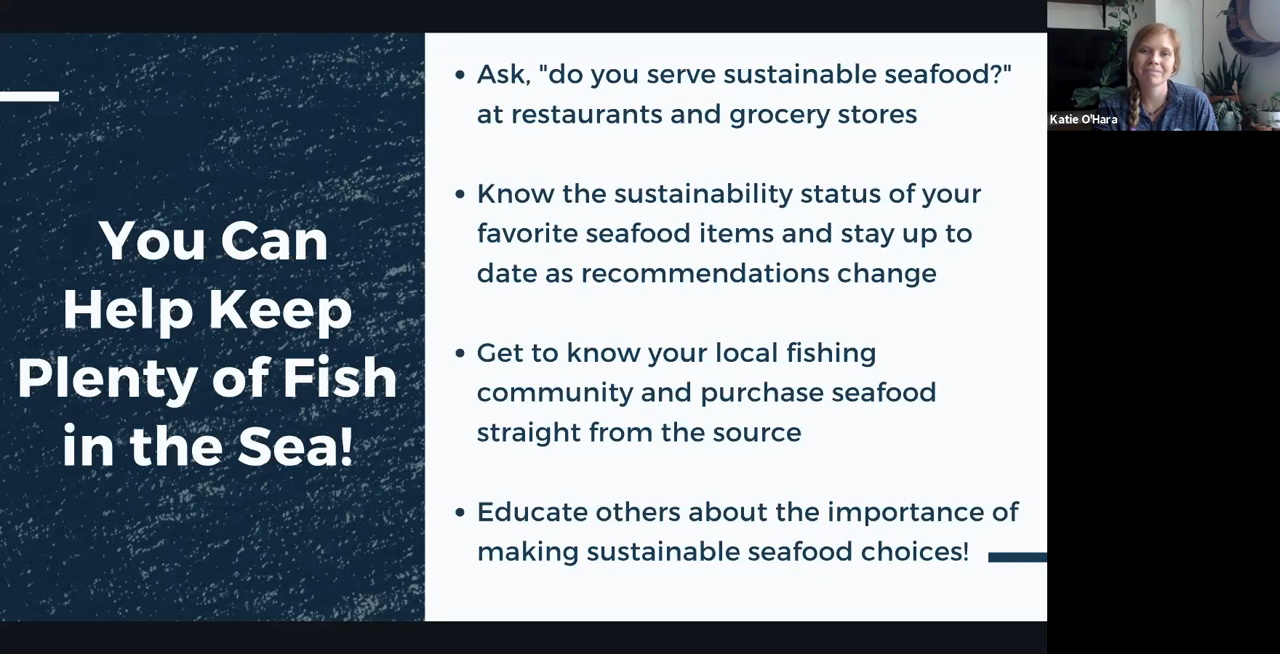 You Can
Help Keep
Plenty of Fish
in the Sea!
• Ask, "do you serve sustainable seafood?"
at restaurants and grocery stores
• Know the sustainability status of your
favorite seafood items and stay up to
date as recommendations change
• Get to know your local fishing
community and purchase seafood
straight from the source
• Educate others about the importance of
making sustainable seafood choices!
Katie O'Hara